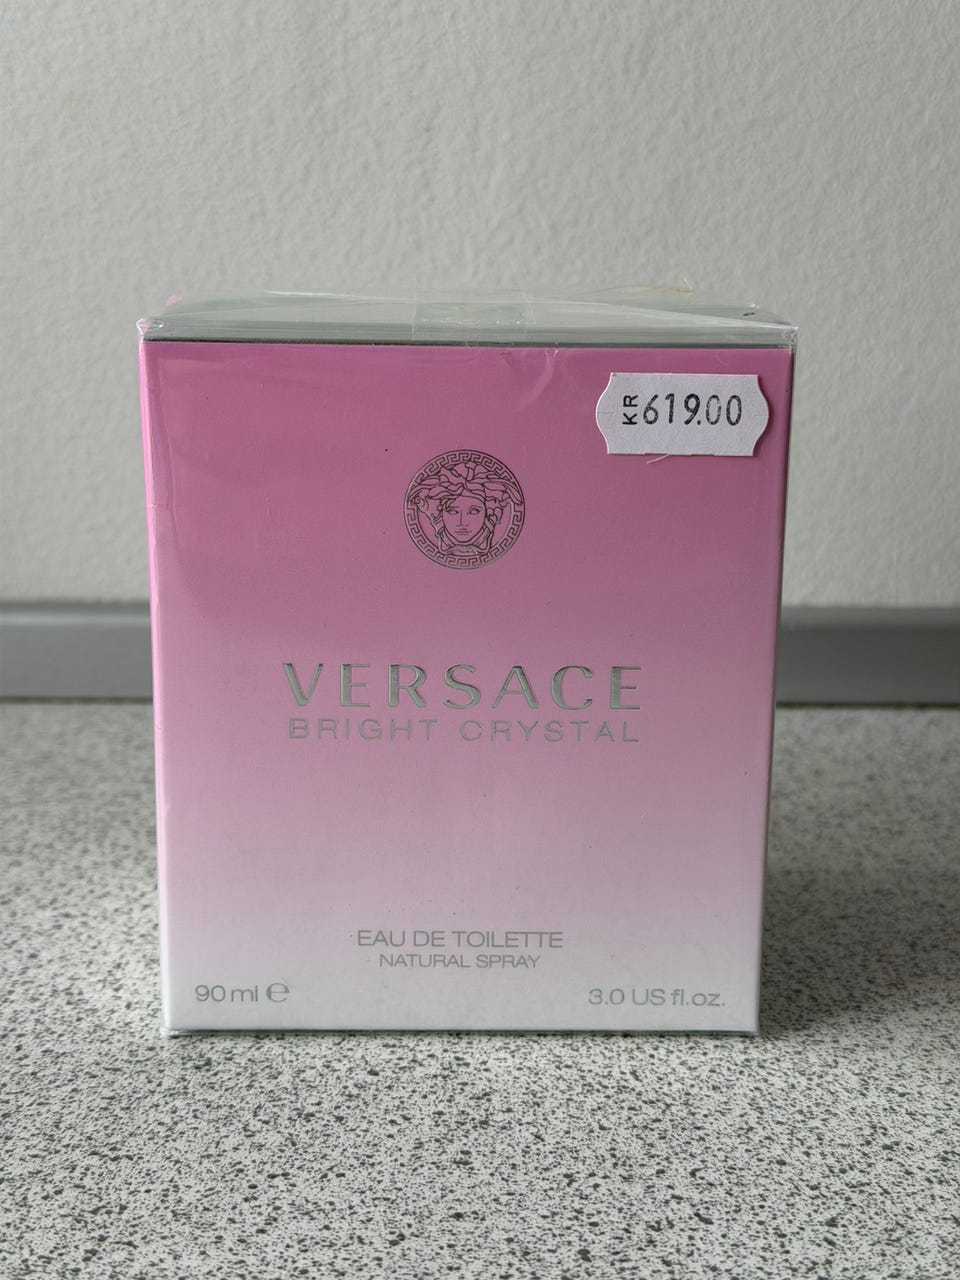 KR 619.00
VERSACE
BRIGHT CRYSTAL
EAU DE TOILETTE
NATURAL SPRAY
90 ml ℮ 3.0 US fl.oz.